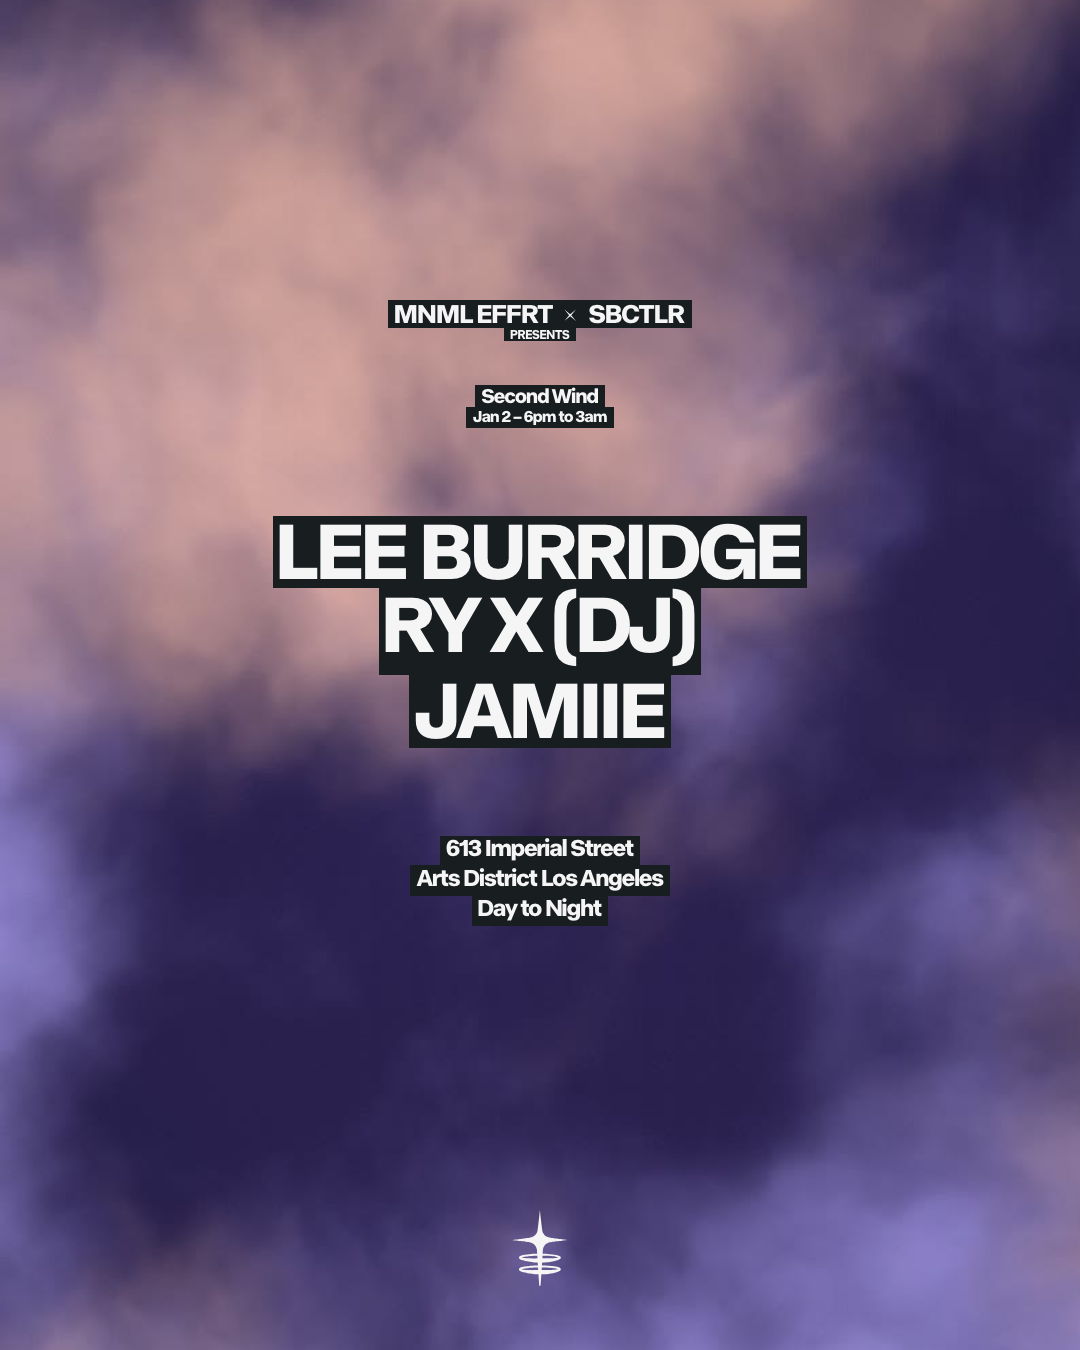 MNML EFFRT × SBCTLR
PRESENTS
Second Wind
Jan 2 – 6pm to 3am
LEE BURRIDGE
RY X (DJ)
JAMIIE
613 Imperial Street
Arts District Los Angeles
Day to Night